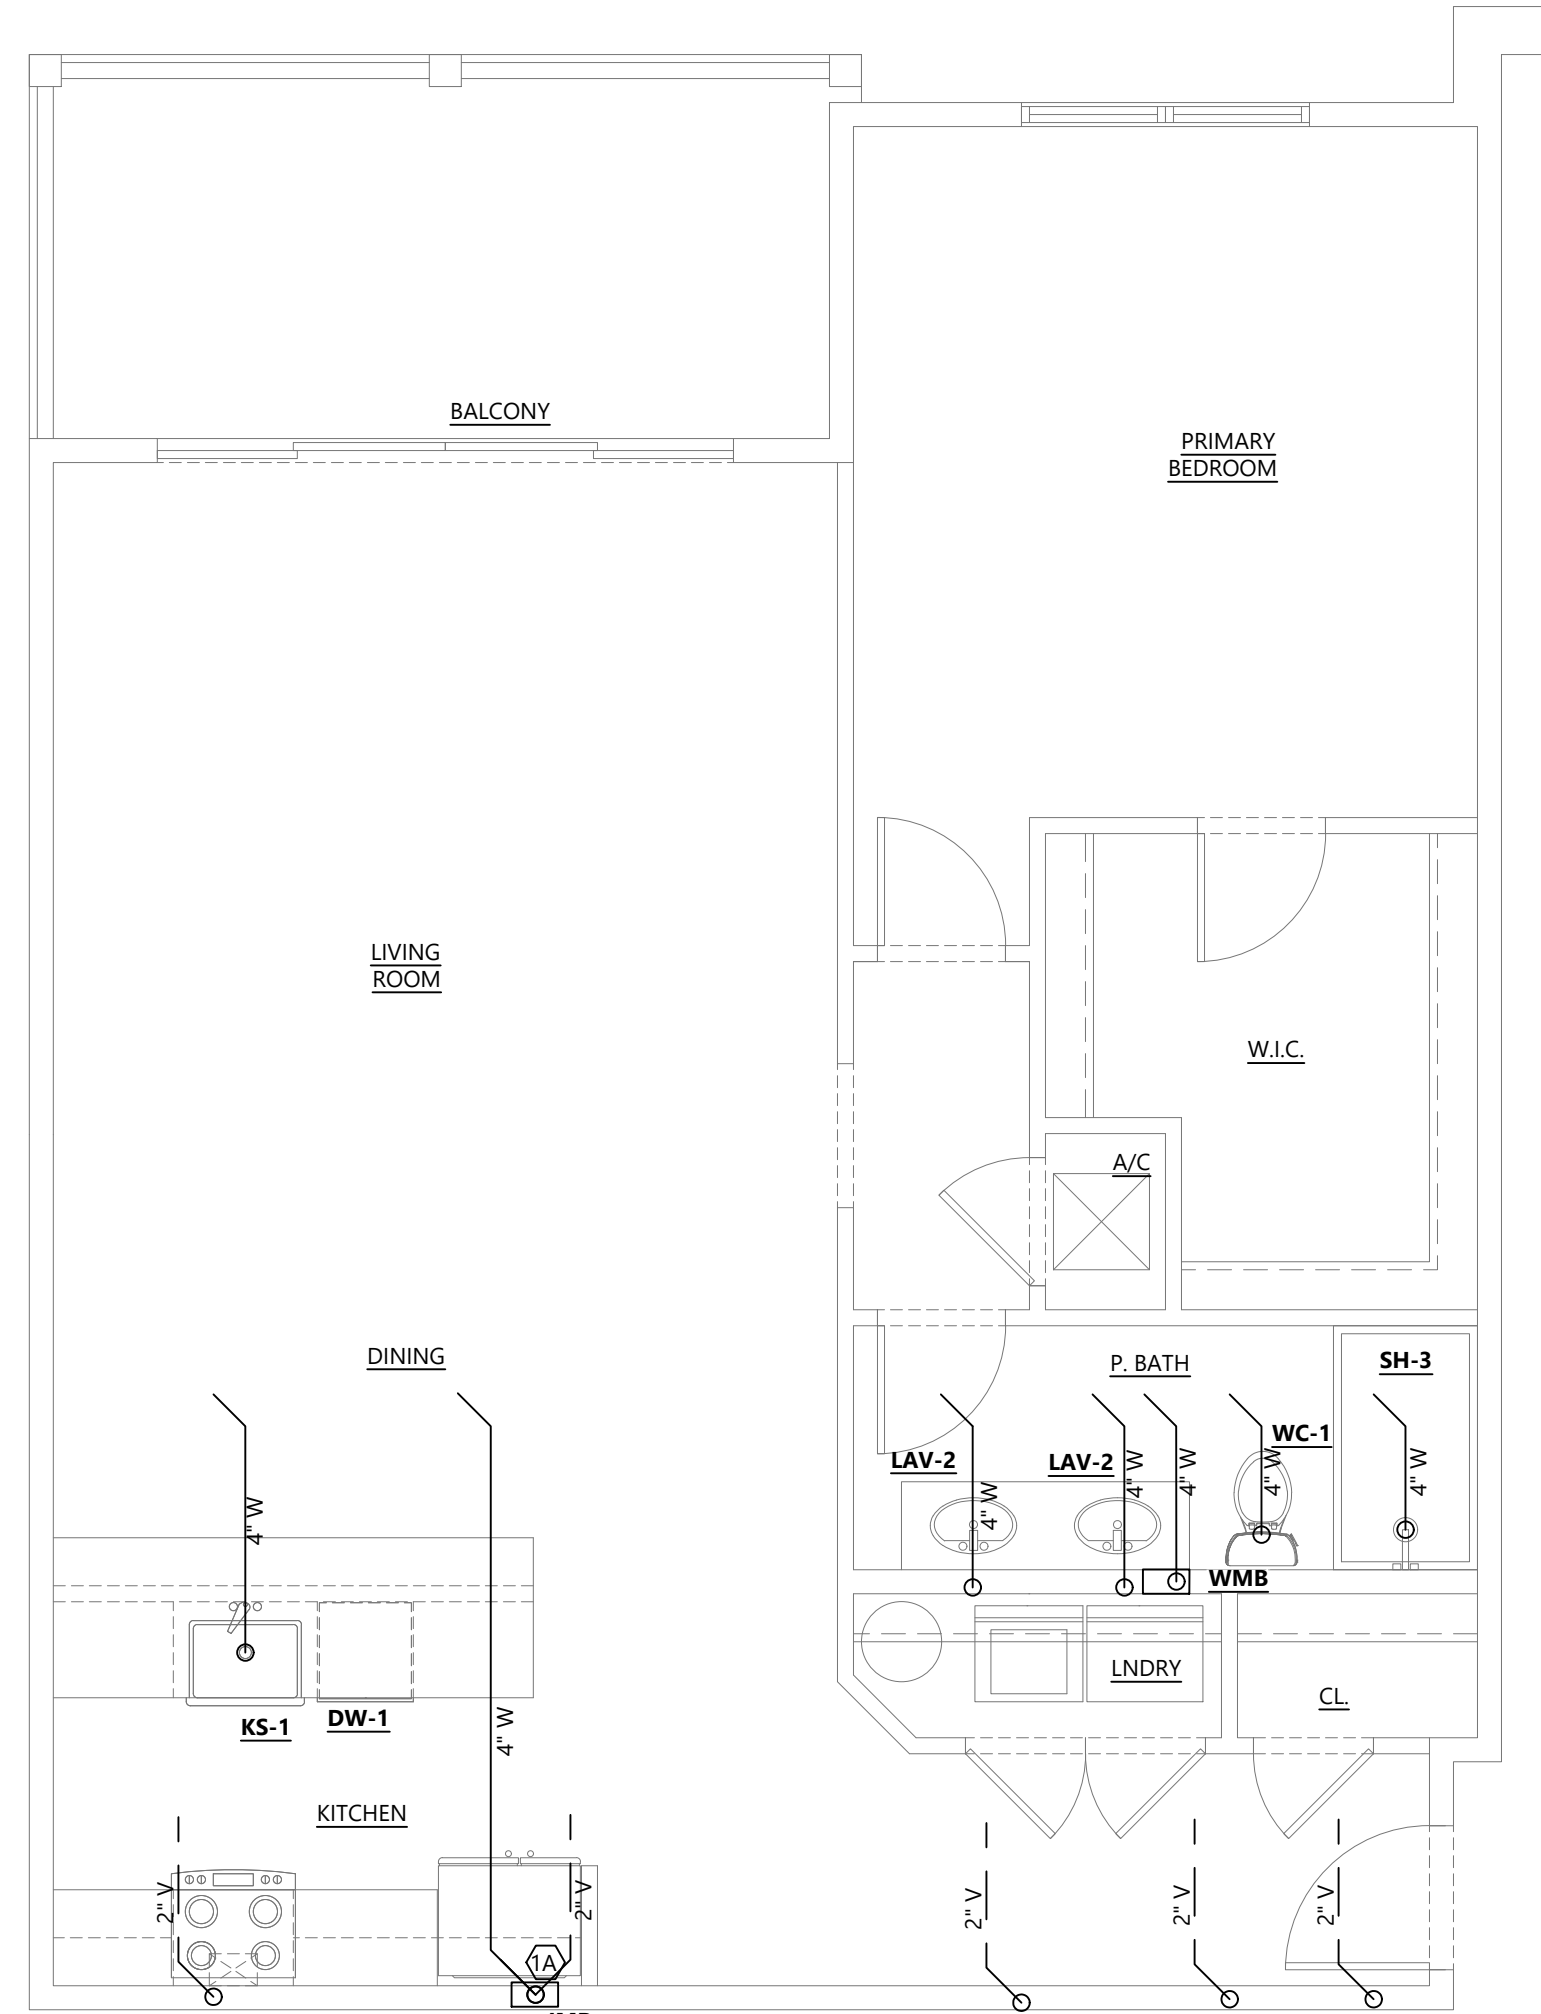 BALCONY
PRIMARY
BEDROOM
LIVING
ROOM
W.I.C.
A/C
DINING
P. BATH
SH-3
WC-1
LAV-2
LAV-2
4" W
4" W
4" W
4" W
4" W
4" W
WMB
LNDRY
CL.
KS-1
DW-1
4" W
KITCHEN
2" V
2" V
2" V
2" V
2" V
1A